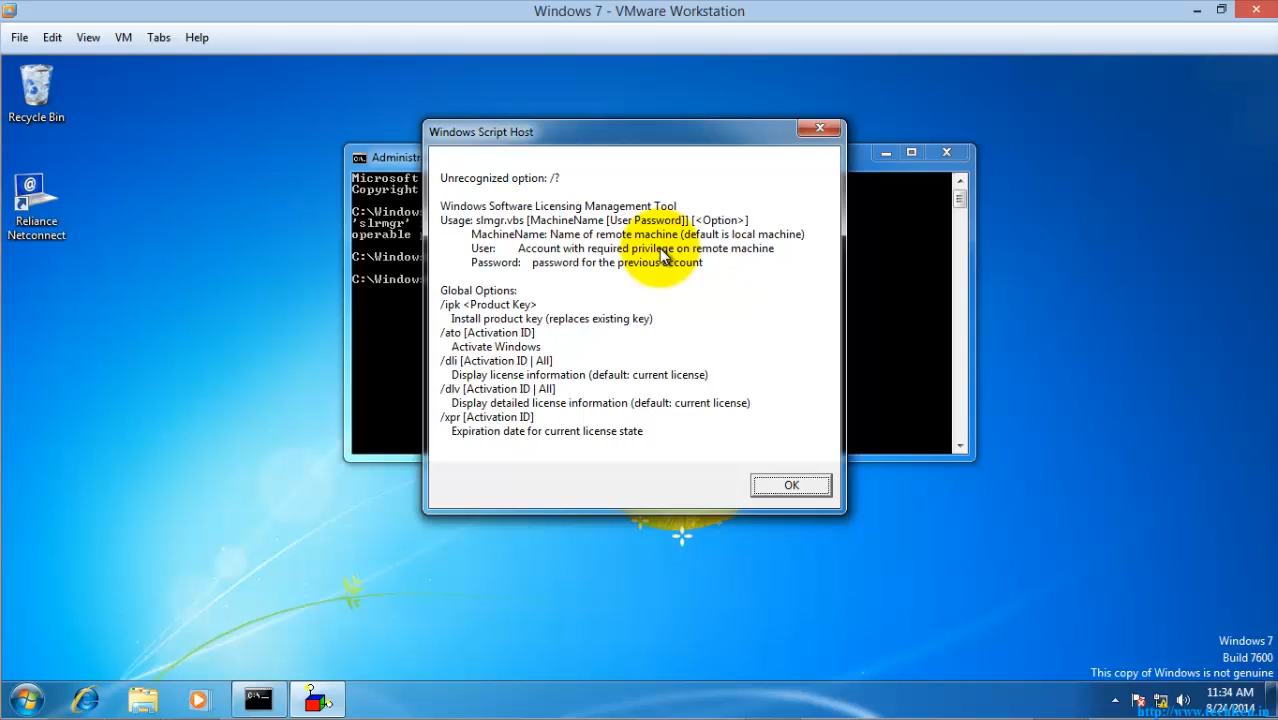 Windows 7 - VMware Workstation
File Edit View VM Tabs Help
Recycle Bin
Reliance
Netconnect
Administr
Microsoft
Copyright
C:\Window
'slrmgr'
operable
C:\Window
C:\Window
Windows Script Host
Unrecognized option: /?
Windows Software Licensing Management Tool
Usage: slmgr.vbs [MachineName [User Password]] [<Option>]
MachineName: Name of remote machine (default is local machine)
User: Account with required privilege on remote machine
Password: password for the previous account
Global Options:
/ipk <Product Key>
Install product key (replaces existing key)
/ato [Activation ID]
Activate Windows
/dli [Activation ID | All]
Display license information (default: current license)
/dlv [Activation ID | All]
Display detailed license information (default: current license)
/xpr [Activation ID]
Expiration date for current license state
OK
Windows 7
Build 7600
This copy of Windows is not genuine
11:34 AM
8/24/2014
http://www.techken.in